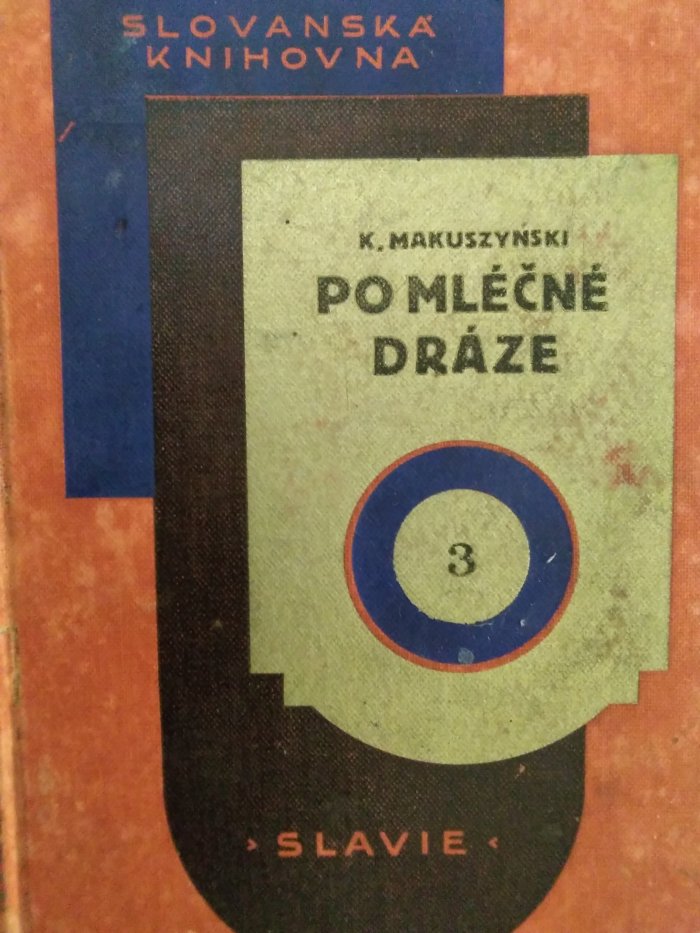 SLOVANSKÁ
KNIHOVNA
K. MAKUSZYŃSKI
PO MLÉČNÉ
DRÁZE
3
› SLAVIE ‹